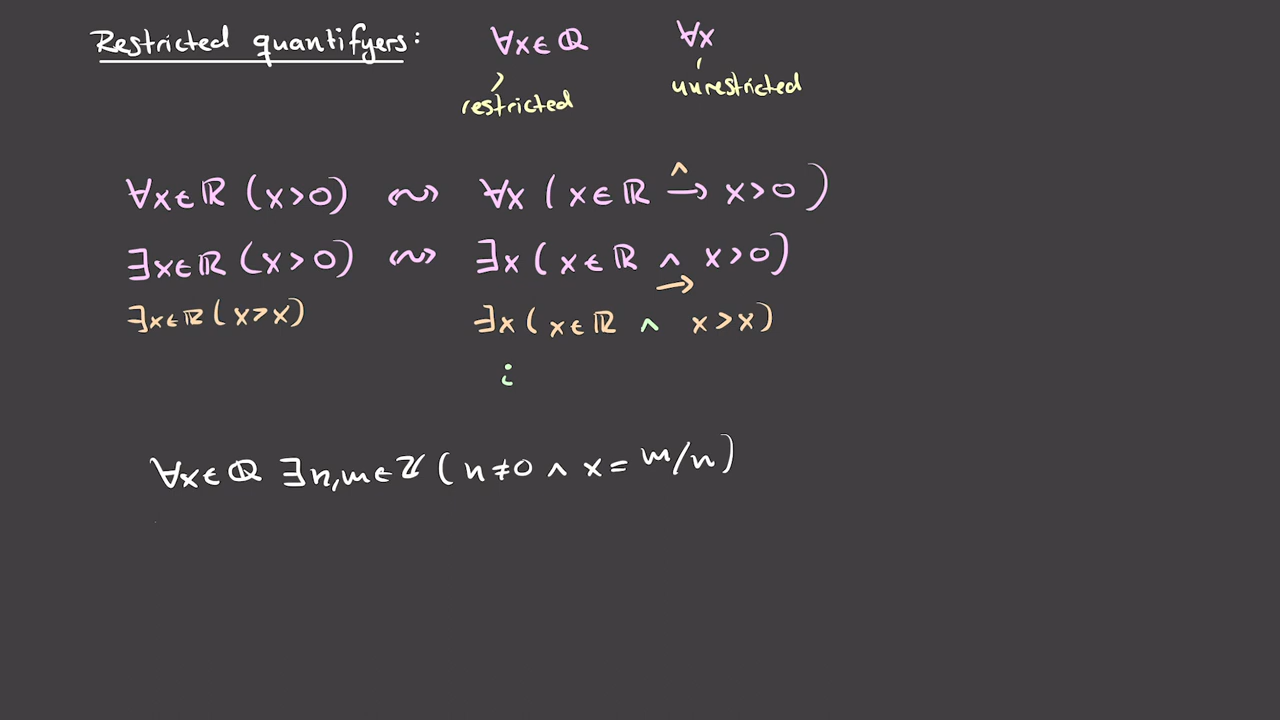 Restricted quantifyers: ∀x∈ℚ ∀x
restricted unrestricted
∧
∀x∈ℝ (x>0) ⇝ ∀x (x∈ℝ → x>0)
∃x∈ℝ (x>0) ⇝ ∃x (x∈ℝ ∧ x>0)
→
∃x∈ℝ (x>x) ∃x (x∈ℝ ∧ x>x)
i
∀x∈ℚ ∃n,m∈ℤ (n≠0 ∧ x = m/n)